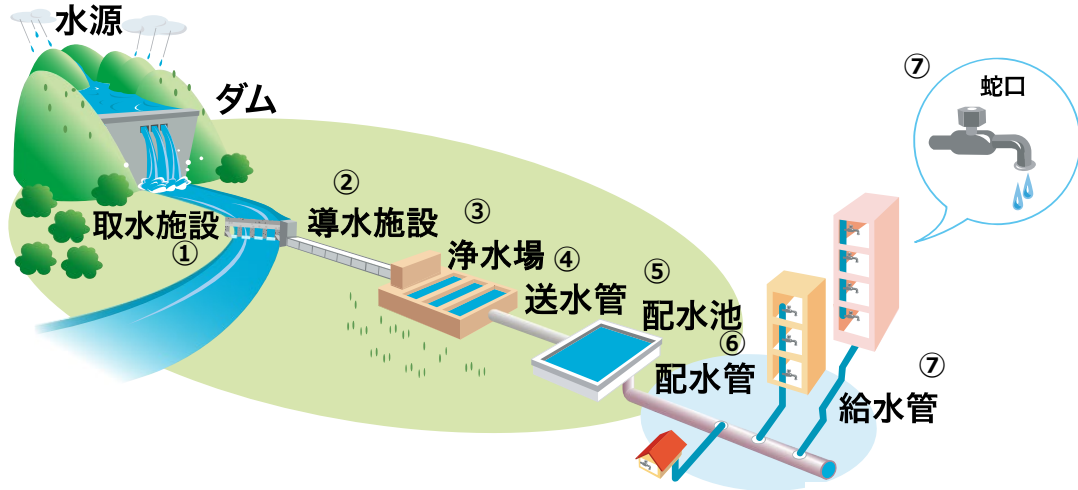 水源
ダム
取水施設
①
②
導水施設
③
浄水場
④
送水管
⑤
配水池
⑥
配水管
⑦
給水管
⑦
蛇口